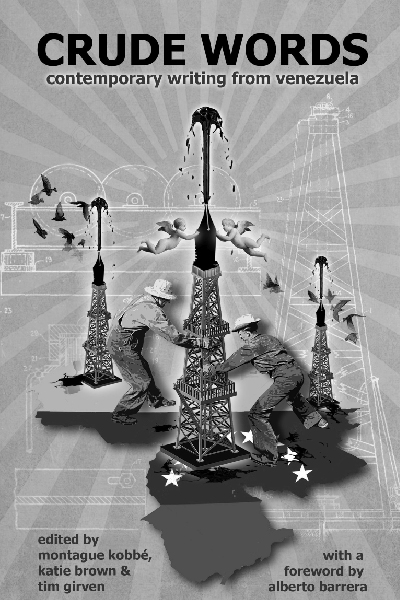 CRUDE WORDS
contemporary writing from venezuela
edited by
montague kobbé,
katie brown &
tim girven
with a
foreword by
alberto barrera